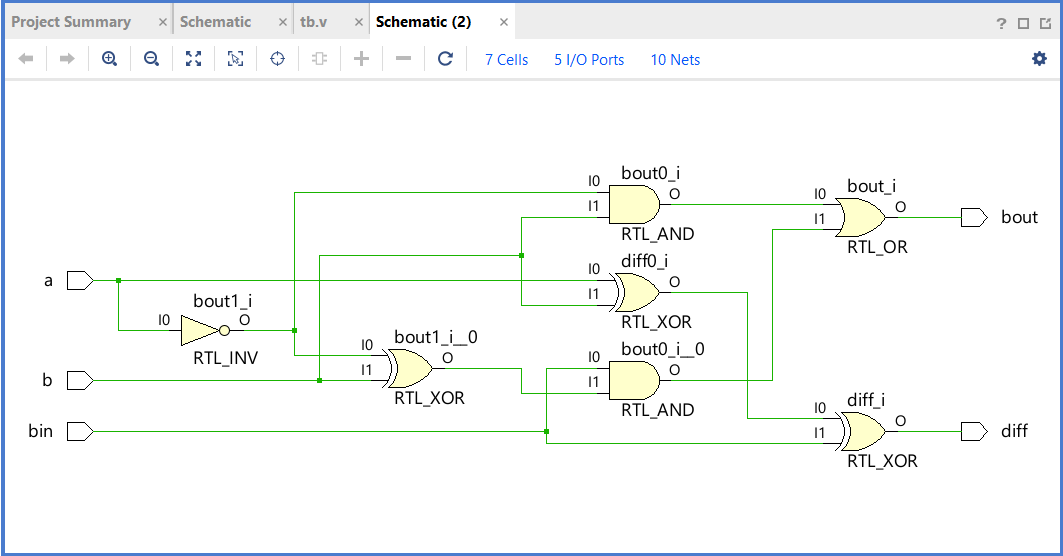 Project Summary × Schematic × tb.v × Schematic (2) ×
? 
7 Cells 5 I/O Ports 10 Nets
bout0_i
I0 O
I1
RTL_AND
bout_i
I0 O
I1
RTL_OR
bout
a
bout1_i
I0 O
RTL_INV
diff0_i
I0 O
I1
RTL_XOR
bout1_i__0
I0 O
I1
RTL_XOR
b
bout0_i__0
I0 O
I1
RTL_AND
bin
diff_i
I0 O
I1
RTL_XOR
diff